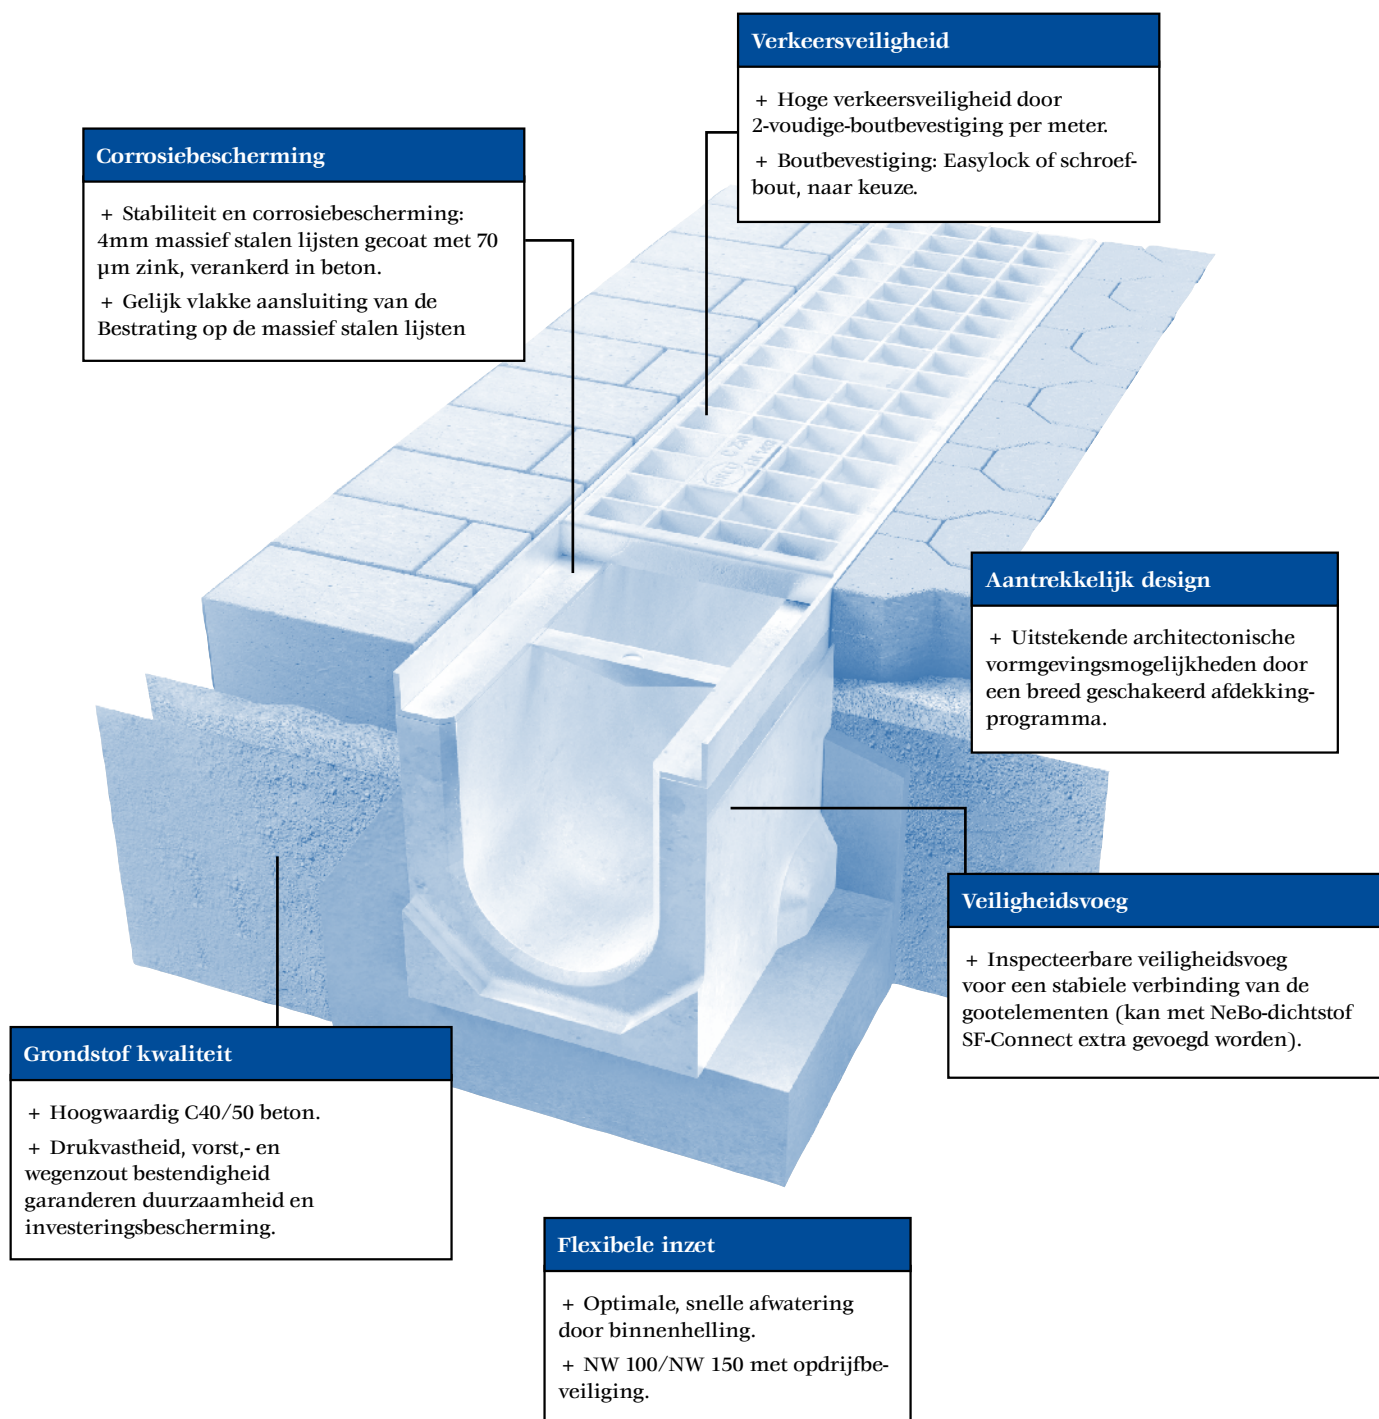 Verkeersveiligheid
+ Hoge verkeersveiligheid door
2-voudige-boutbevestiging per meter.
+ Boutbevestiging: Easylock of schroef-
bout, naar keuze.
Corrosiebescherming
+ Stabiliteit en corrosiebescherming:
4mm massief stalen lijsten gecoat met 70
µm zink, verankerd in beton.
+ Gelijk vlakke aansluiting van de
Bestrating op de massief stalen lijsten
Aantrekkelijk design
+ Uitstekende architectonische
vormgevingsmogelijkheden door
een breed geschakeerd afdekking-
programma.
Veiligheidsvoeg
+ Inspecteerbare veiligheidsvoeg
voor een stabiele verbinding van de
gootelementen (kan met NeBo-dichtstof
SF-Connect extra gevoegd worden).
Grondstof kwaliteit
+ Hoogwaardig C40/50 beton.
+ Drukvastheid, vorst,- en
wegenzout bestendigheid
garanderen duurzaamheid en
investeringsbescherming.
Flexibele inzet
+ Optimale, snelle afwatering
door binnenhelling.
+ NW 100/NW 150 met opdrijfbe-
veiliging.